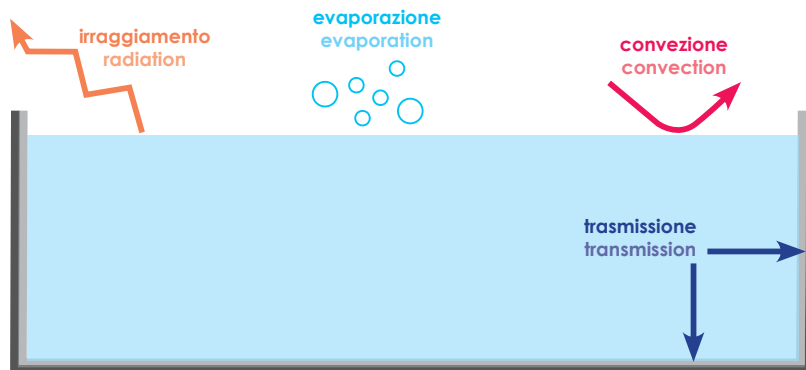 irraggiamento
radiation
evaporazione
evaporation
convezione
convection
trasmissione
transmission